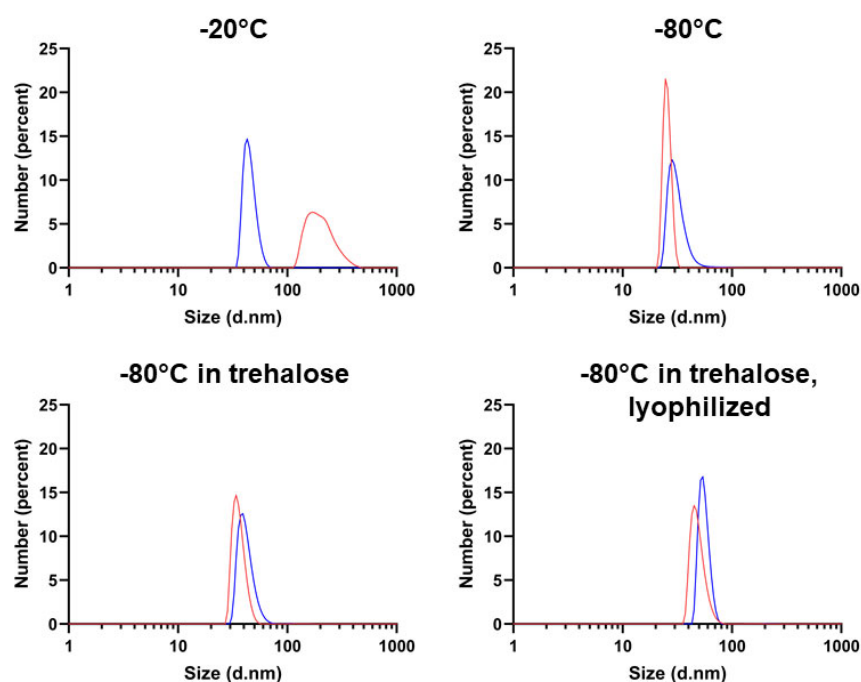 -20°C
25
20
15
10
5
0
Number (percent)
1 10 100 1000
Size (d.nm)
-80°C
25
20
15
10
5
0
Number (percent)
1 10 100 1000
Size (d.nm)
-80°C in trehalose
25
20
15
10
5
0
Number (percent)
1 10 100 1000
Size (d.nm)
-80°C in trehalose,
lyophilized
25
20
15
10
5
0
Number (percent)
1 10 100 1000
Size (d.nm)